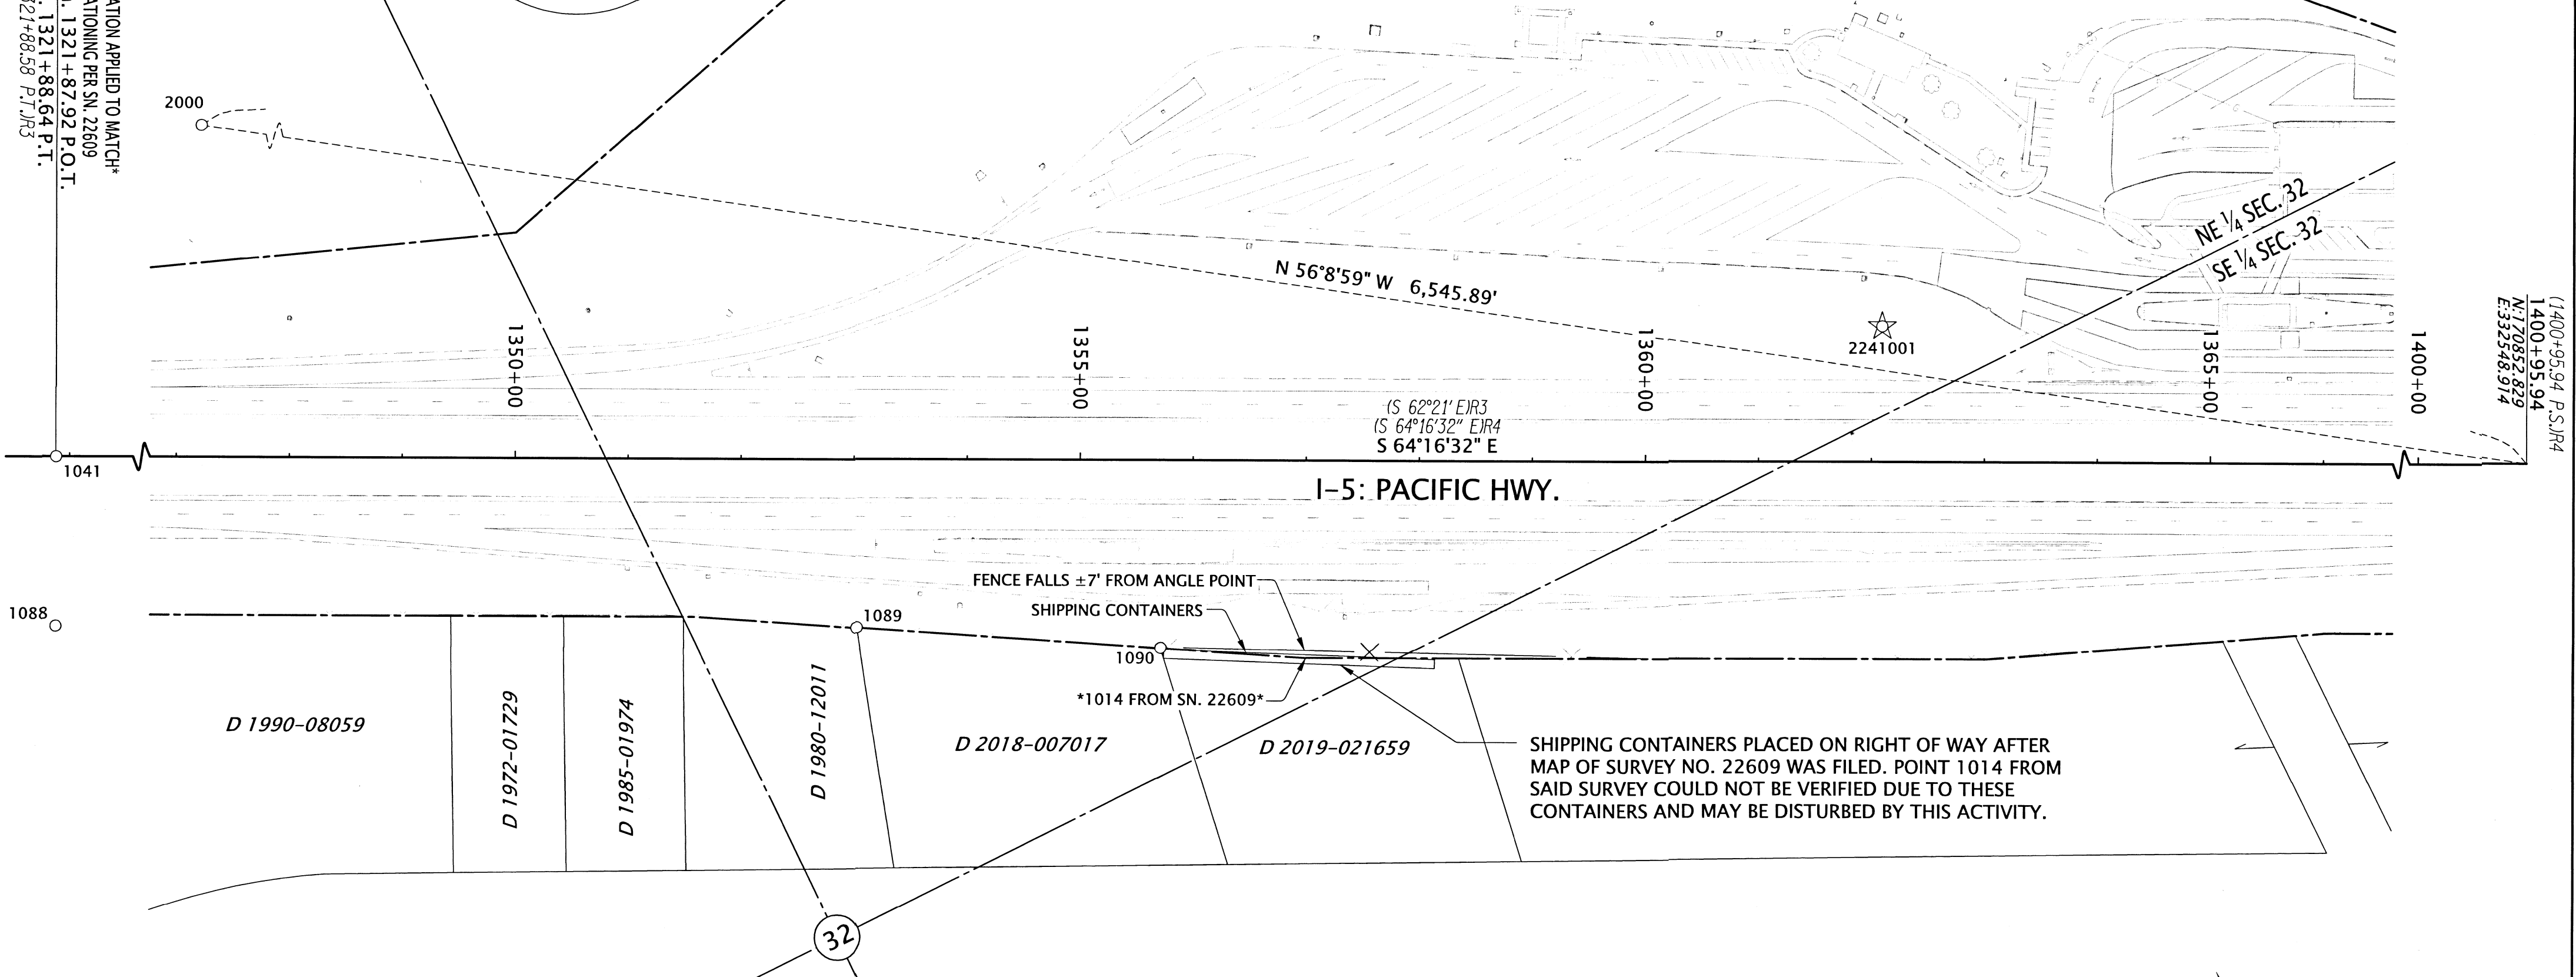 ATION APPLIED TO MATCH*
ATIONING PER SN. 22609
. 1321+87.92 P.O.T.
. 1321+88.64 P.T.
321+88.58 P.T.)R3
2000
1041
1088
1350+00
1355+00
1360+00
1365+00
1400+00
N 56°8'59" W 6,545.89'
2241001
NE 1/4 SEC. 32
SE 1/4 SEC. 32
(1400+95.94 P.S.)R4
1400+95.94
N:170852.829
E:332548.914
(S 62°21' E)R3
(S 64°16'32" E)R4
S 64°16'32" E
I-5: PACIFIC HWY.
FENCE FALLS ±7' FROM ANGLE POINT
SHIPPING CONTAINERS
1089
1090
*1014 FROM SN. 22609*
D 1990-08059
D 1972-01729
D 1985-01974
D 1980-12011
D 2018-007017
D 2019-021659
SHIPPING CONTAINERS PLACED ON RIGHT OF WAY AFTER
MAP OF SURVEY NO. 22609 WAS FILED. POINT 1014 FROM
SAID SURVEY COULD NOT BE VERIFIED DUE TO THESE
CONTAINERS AND MAY BE DISTURBED BY THIS ACTIVITY.
32